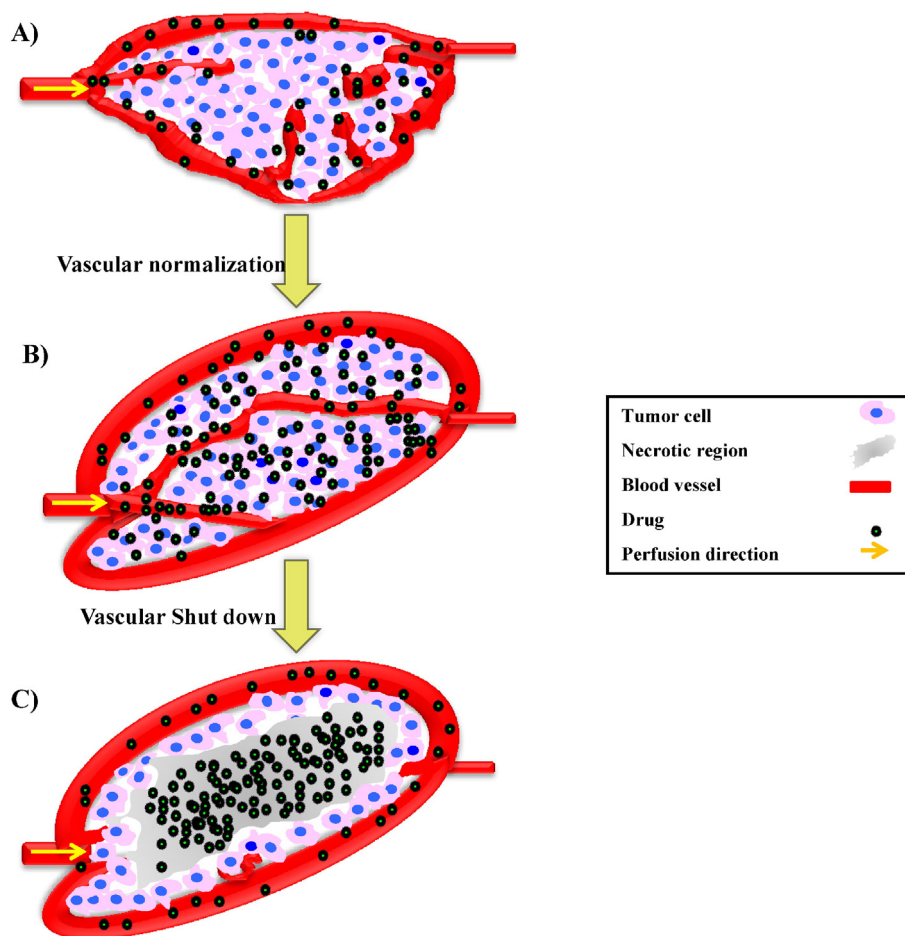 A)
Vascular normalization
B)
Tumor cell
Necrotic region
Blood vessel
Drug
Perfusion direction
Vascular Shut down
C)